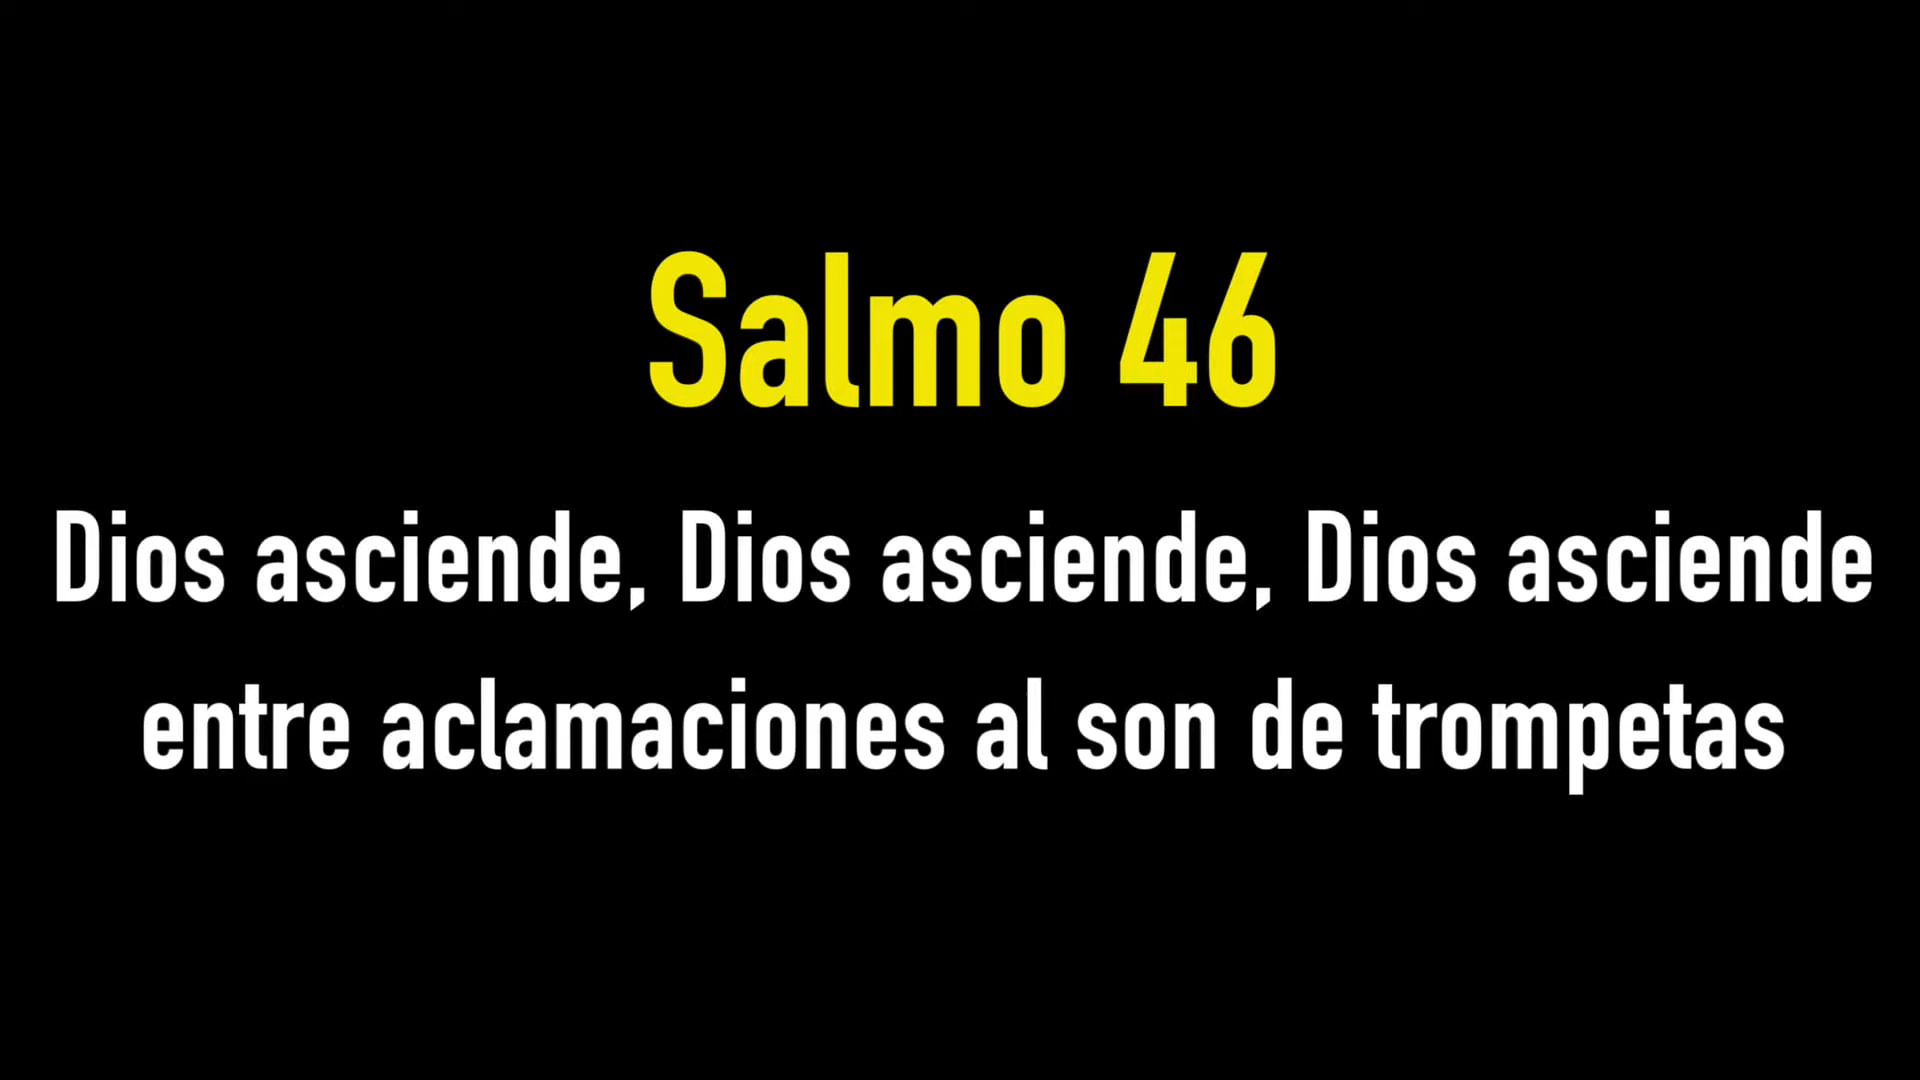 Salmo 46
Dios asciende, Dios asciende, Dios asciende
entre aclamaciones al son de trompetas